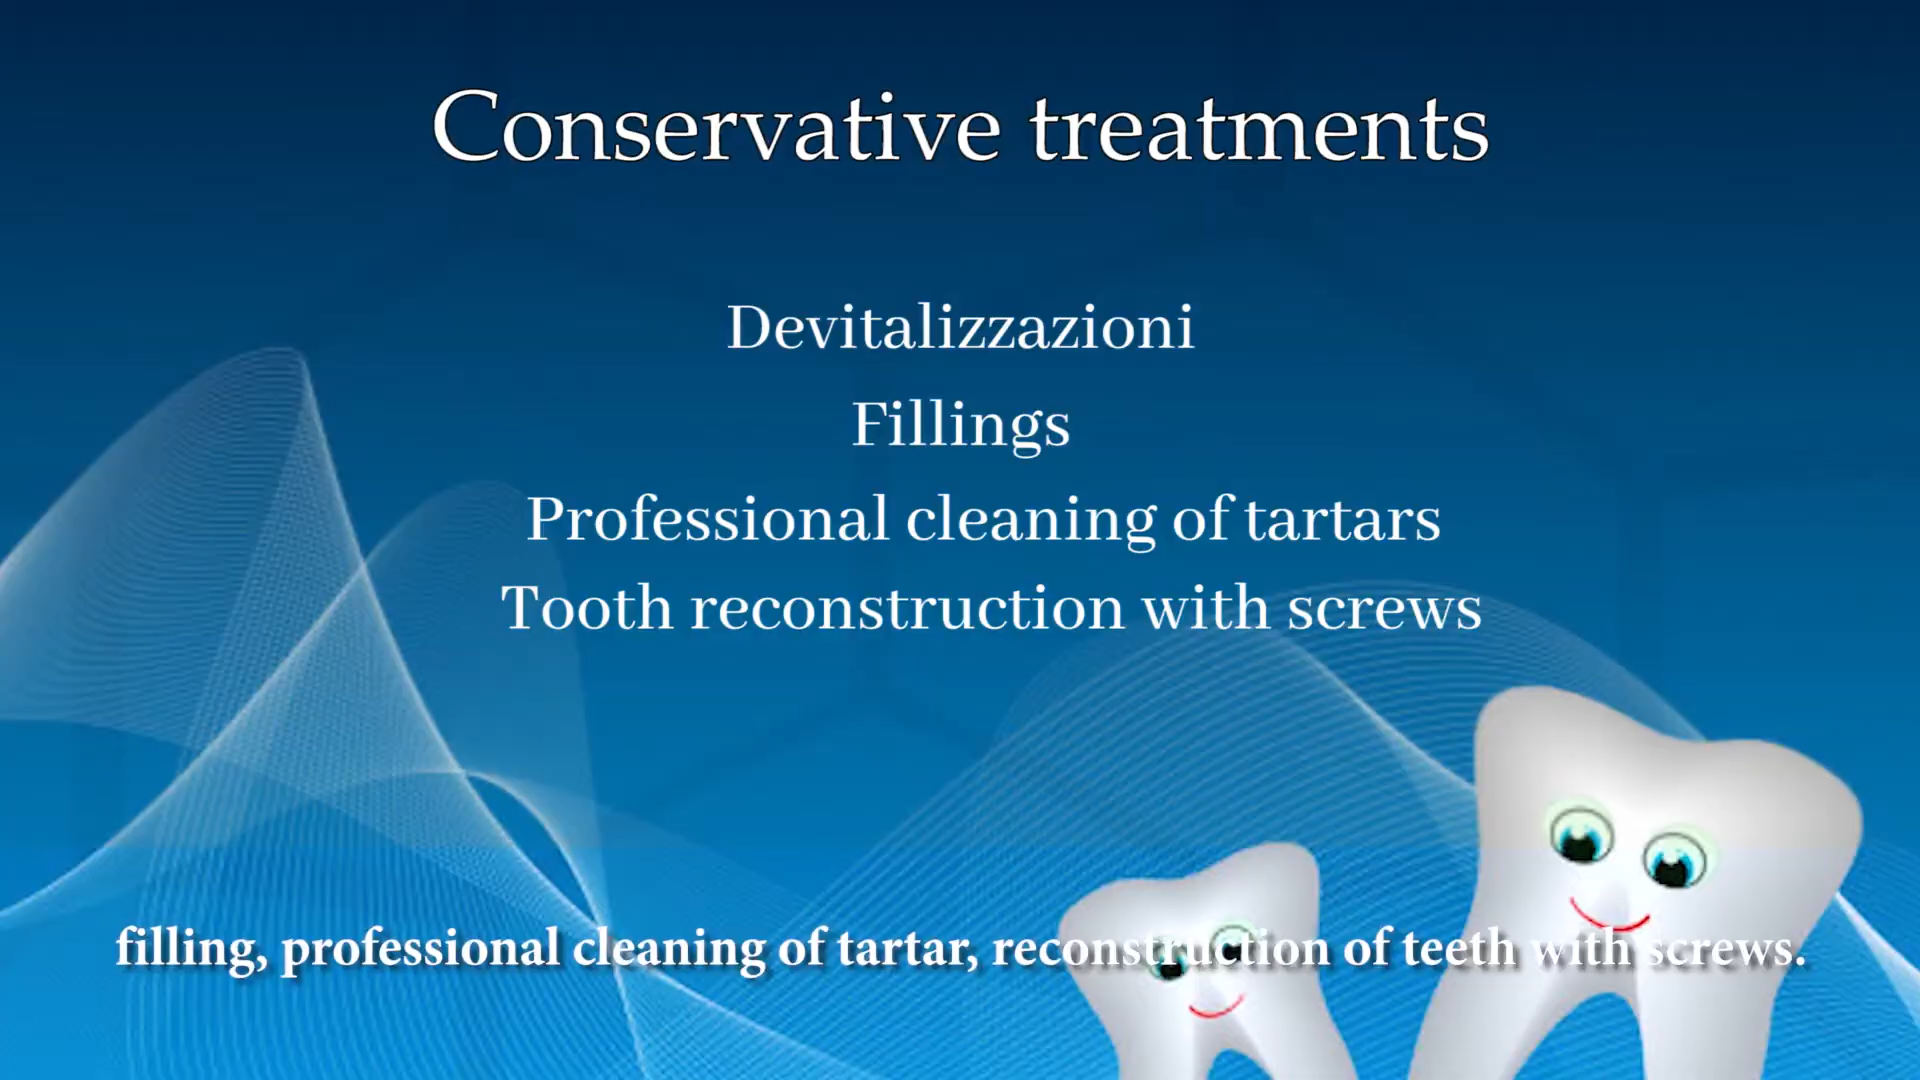 Conservative treatments
Devitalizzazioni
Fillings
Professional cleaning of tartars
Tooth reconstruction with screws
filling, professional cleaning of tartar, reconstruction of teeth with screws.